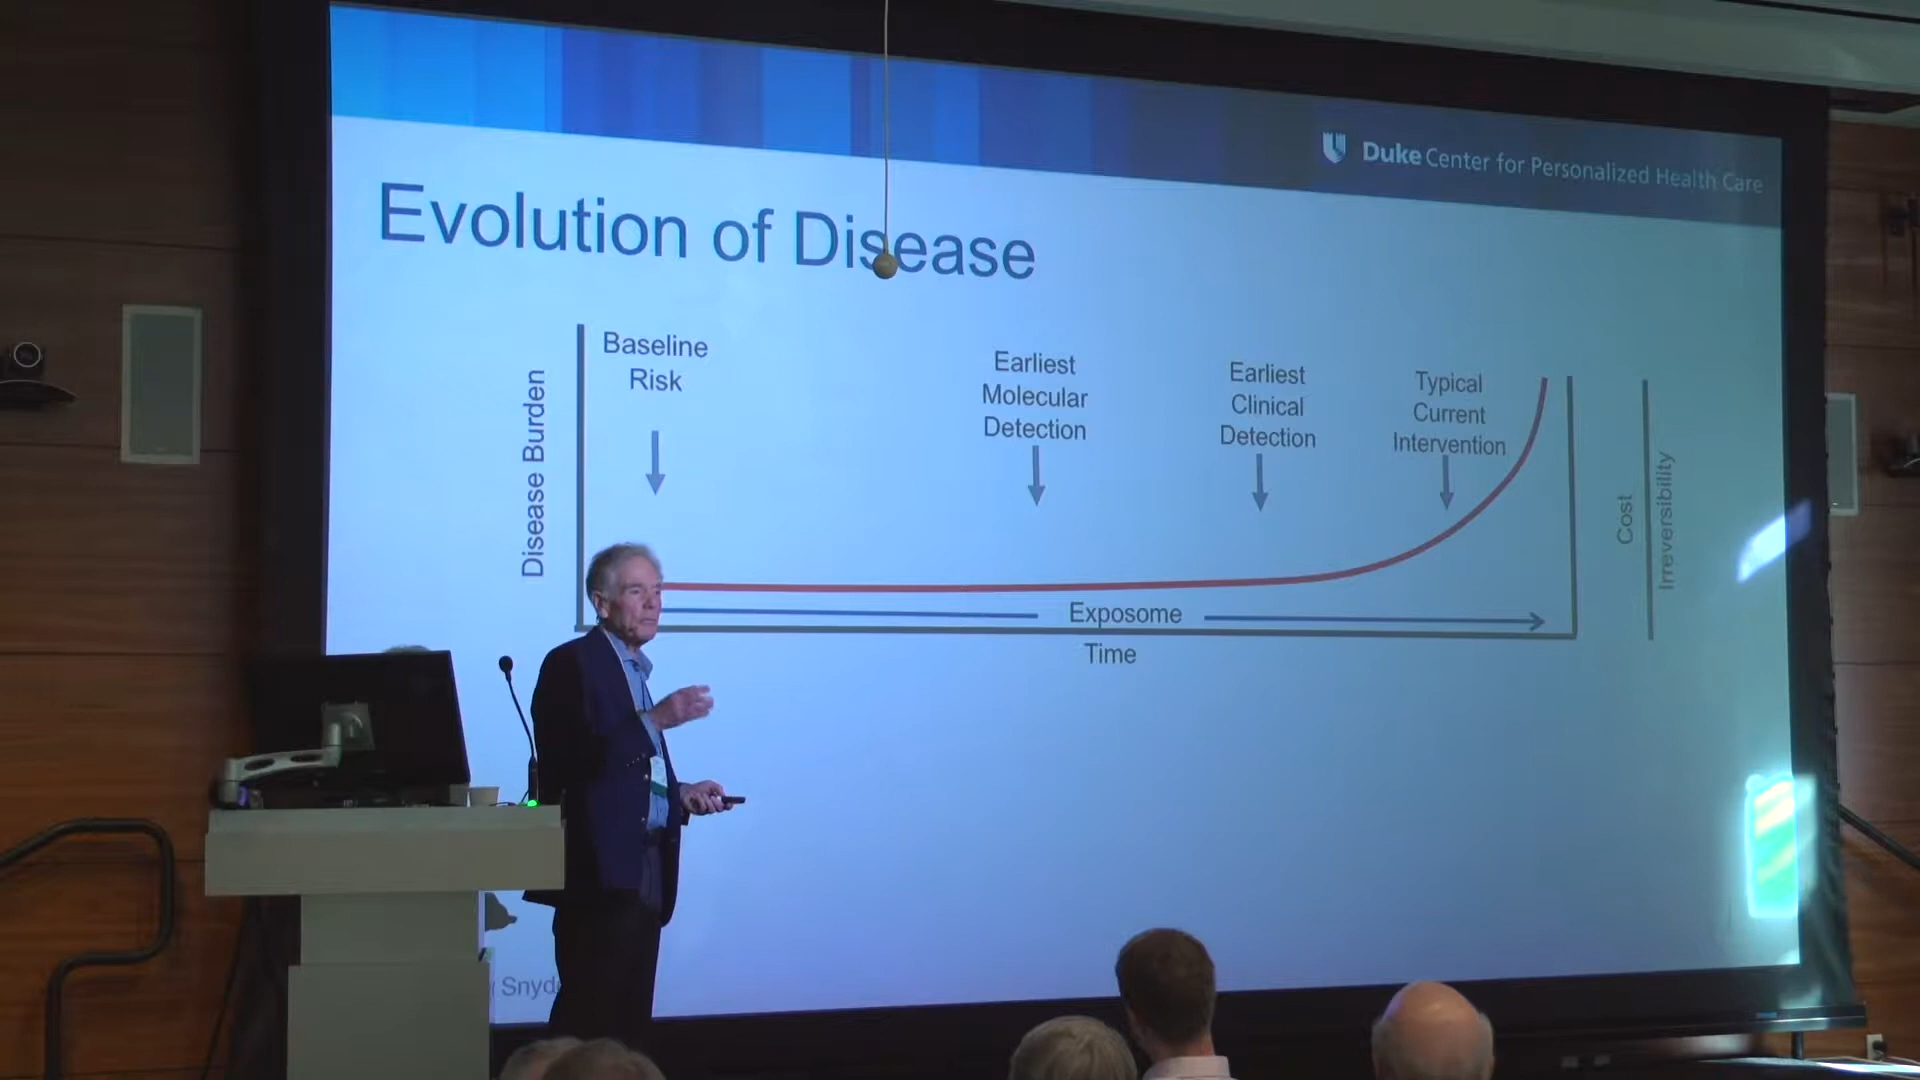 Duke Center for Personalized Health Care
Evolution of Disease
Baseline
Risk
Earliest
Molecular
Detection
Earliest
Clinical
Detection
Typical
Current
Intervention
Disease Burden
Cost
Irreversibility
Exposome
Time